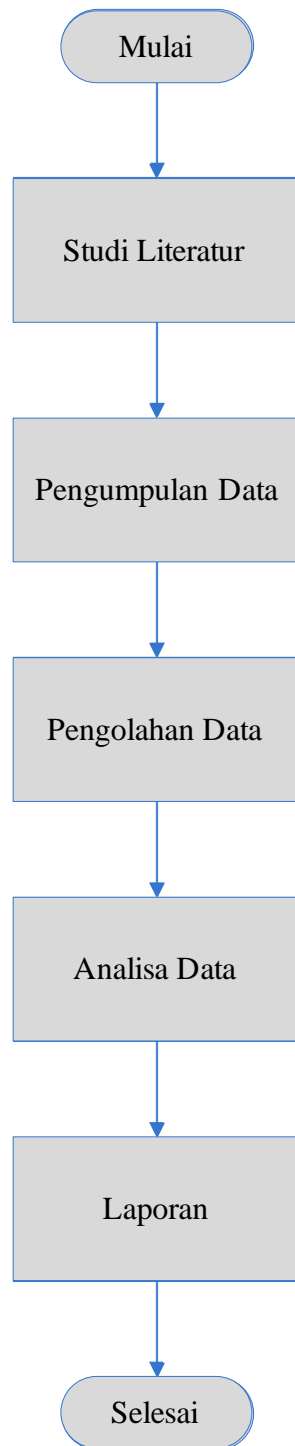 Mulai
Studi Literatur
Pengumpulan Data
Pengolahan Data
Analisa Data
Laporan
Selesai